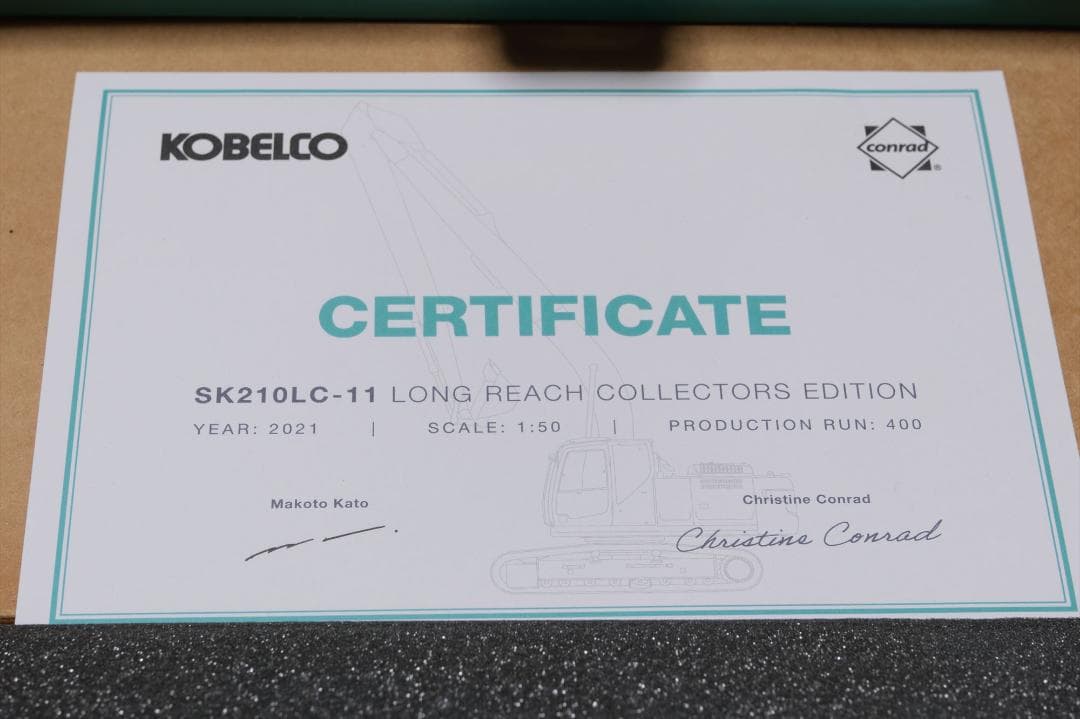 KOBELCO
conrad®
CERTIFICATE
SK210LC-11 LONG REACH COLLECTORS EDITION
YEAR: 2021 | SCALE: 1:50 | PRODUCTION RUN: 400
Makoto Kato
Christine Conrad
Christine Conrad